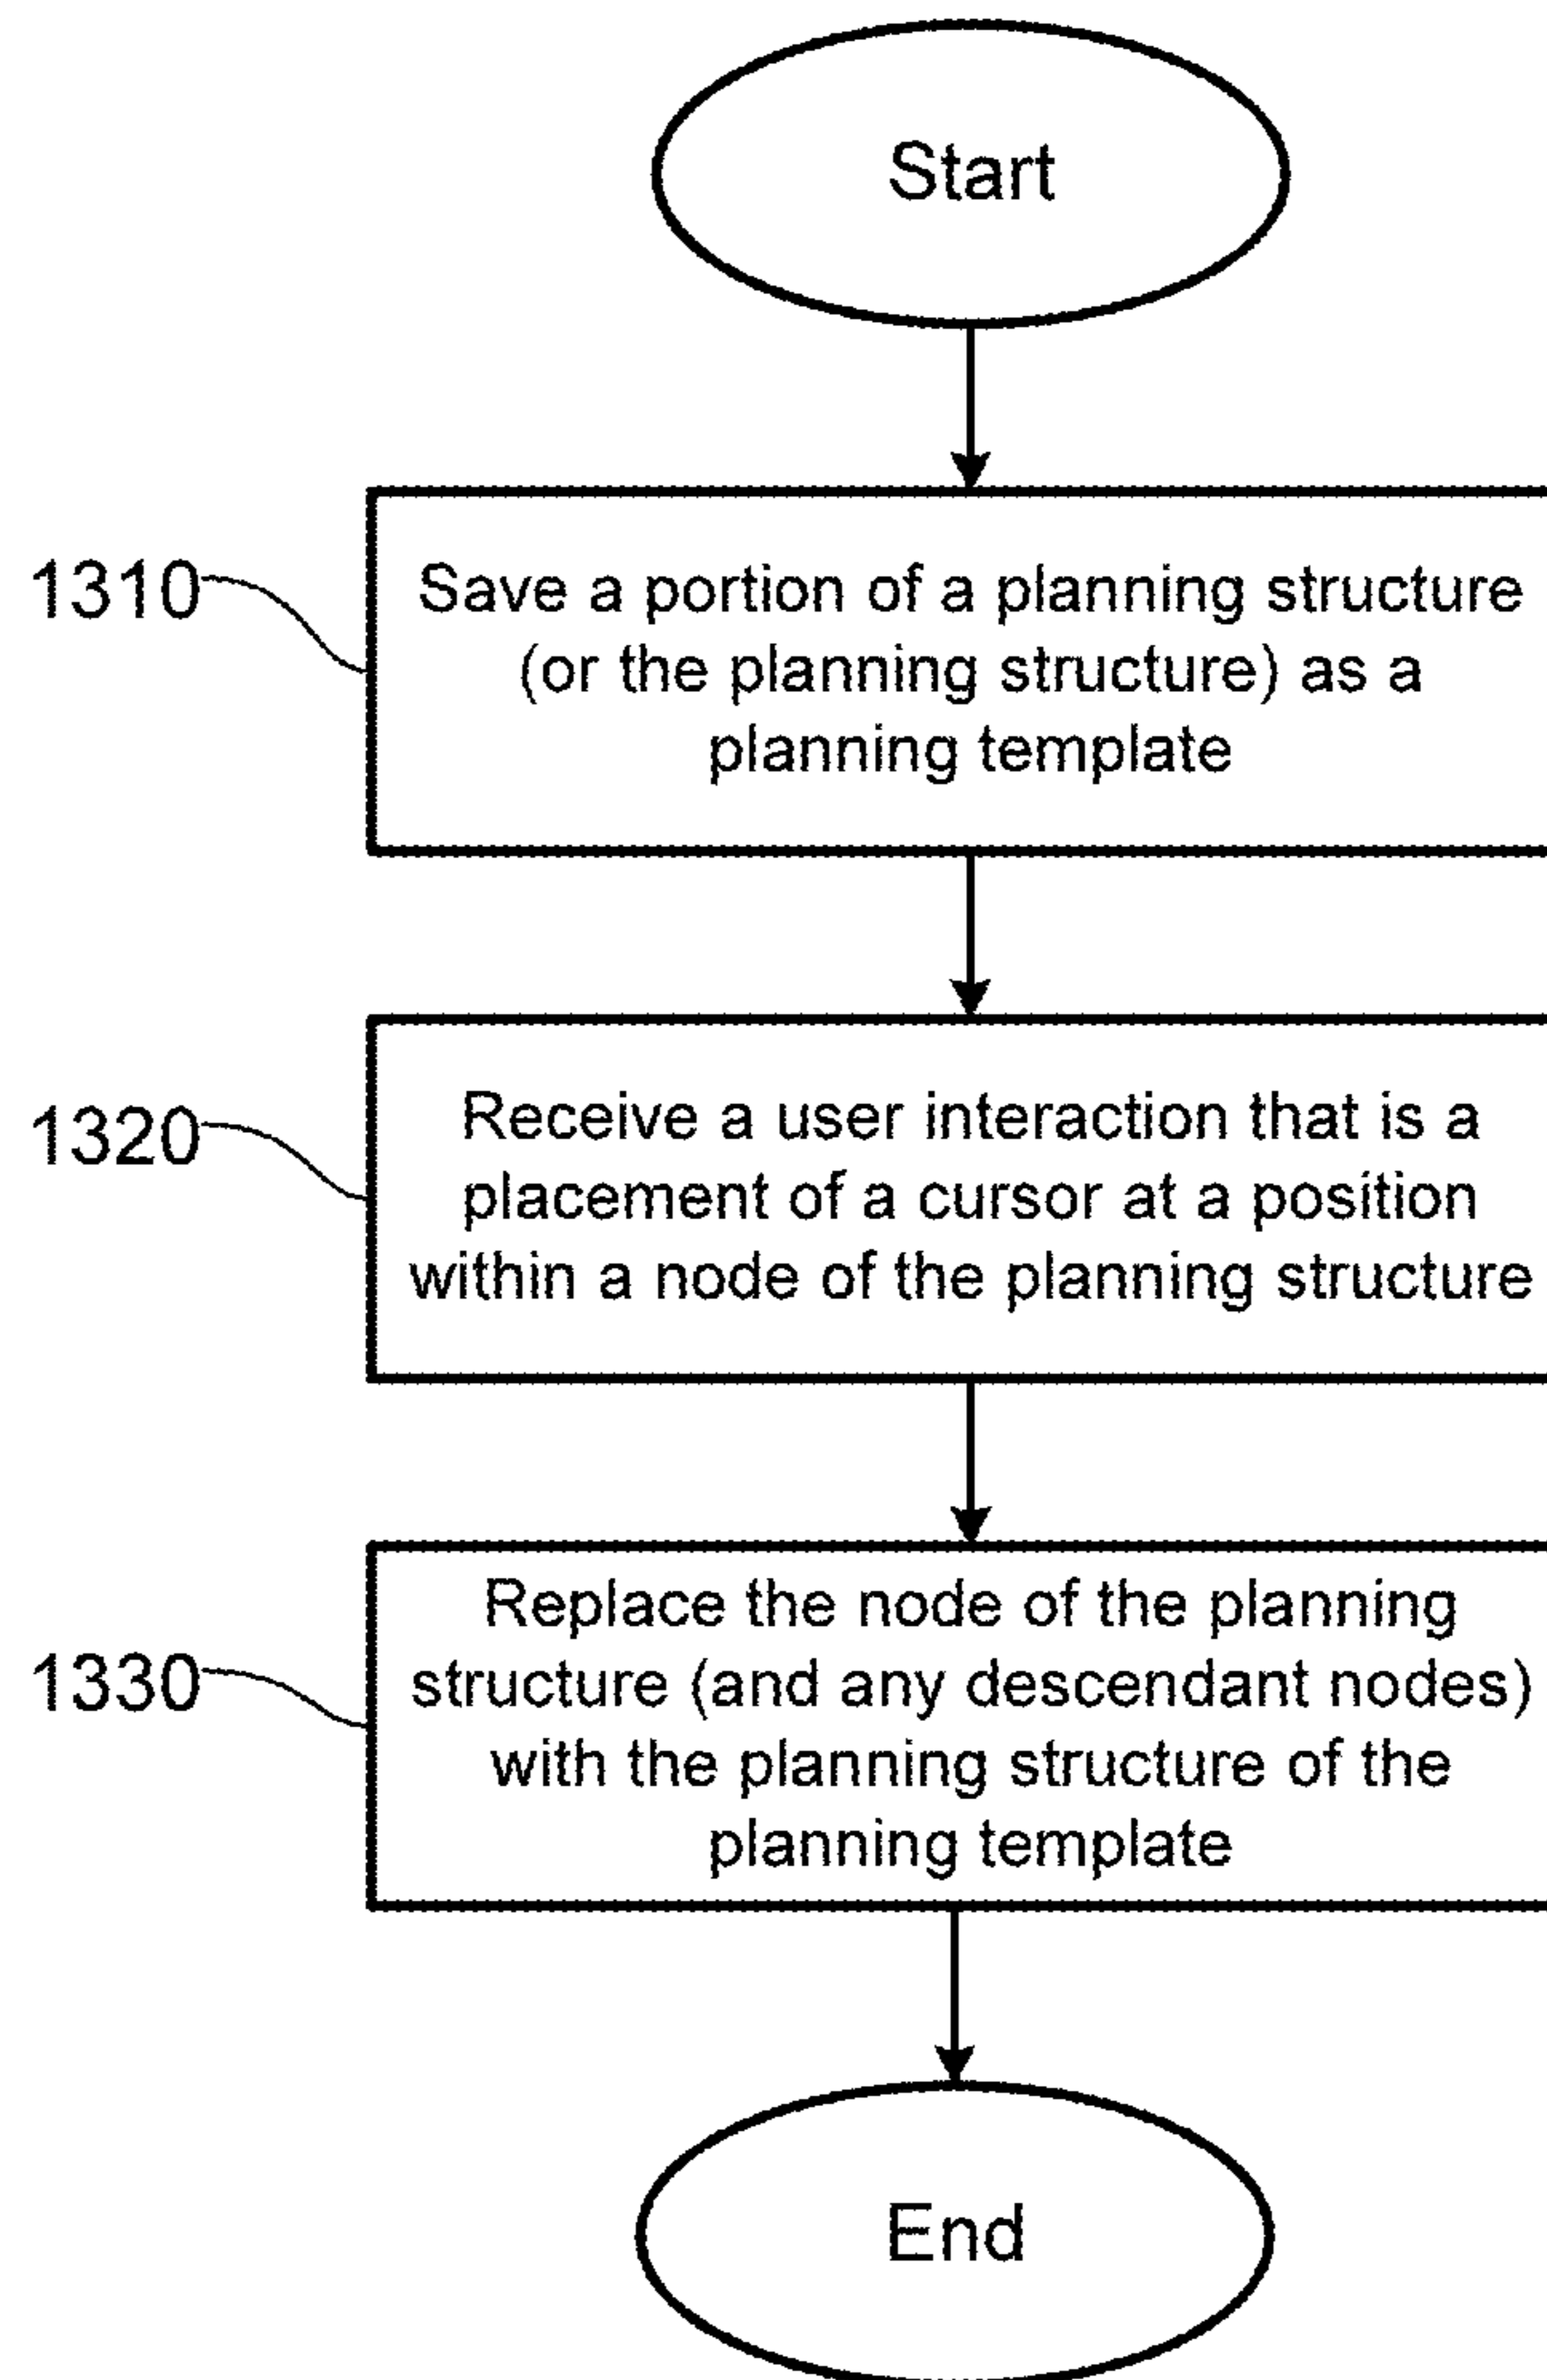 Start
1310
Save a portion of a planning structure
(or the planning structure) as a
planning template
1320
Receive a user interaction that is a
placement of a cursor at a position
within a node of the planning structure
1330
Replace the node of the planning
structure (and any descendant nodes)
with the planning structure of the
planning template
End